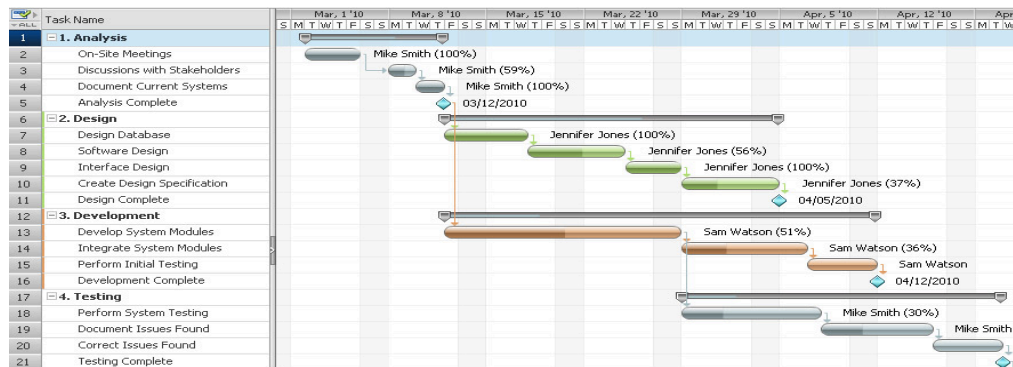 Mar, 1 '10 Mar, 8 '10 Mar, 15 '10 Mar, 22 '10 Mar, 29 '10 Apr, 5 '10 Apr, 12 '10 Apr
ALL Task Name S M T W T F S S M T W T F S S M T W T F S S M T W T F S S M T W T F S S M T W T F S S M T W T F S S M T W
1 1. Analysis
2 On-Site Meetings Mike Smith (100%)
3 Discussions with Stakeholders Mike Smith (59%)
4 Document Current Systems Mike Smith (100%)
5 Analysis Complete 03/12/2010
6 2. Design
7 Design Database Jennifer Jones (100%)
8 Software Design Jennifer Jones (56%)
9 Interface Design Jennifer Jones (100%)
10 Create Design Specification Jennifer Jones (37%)
11 Design Complete 04/05/2010
12 3. Development
13 Develop System Modules Sam Watson (51%)
14 Integrate System Modules Sam Watson (36%)
15 Perform Initial Testing Sam Watson
16 Development Complete 04/12/2010
17 4. Testing
18 Perform System Testing Mike Smith (30%)
19 Document Issues Found Mike Smith
20 Correct Issues Found
21 Testing Complete